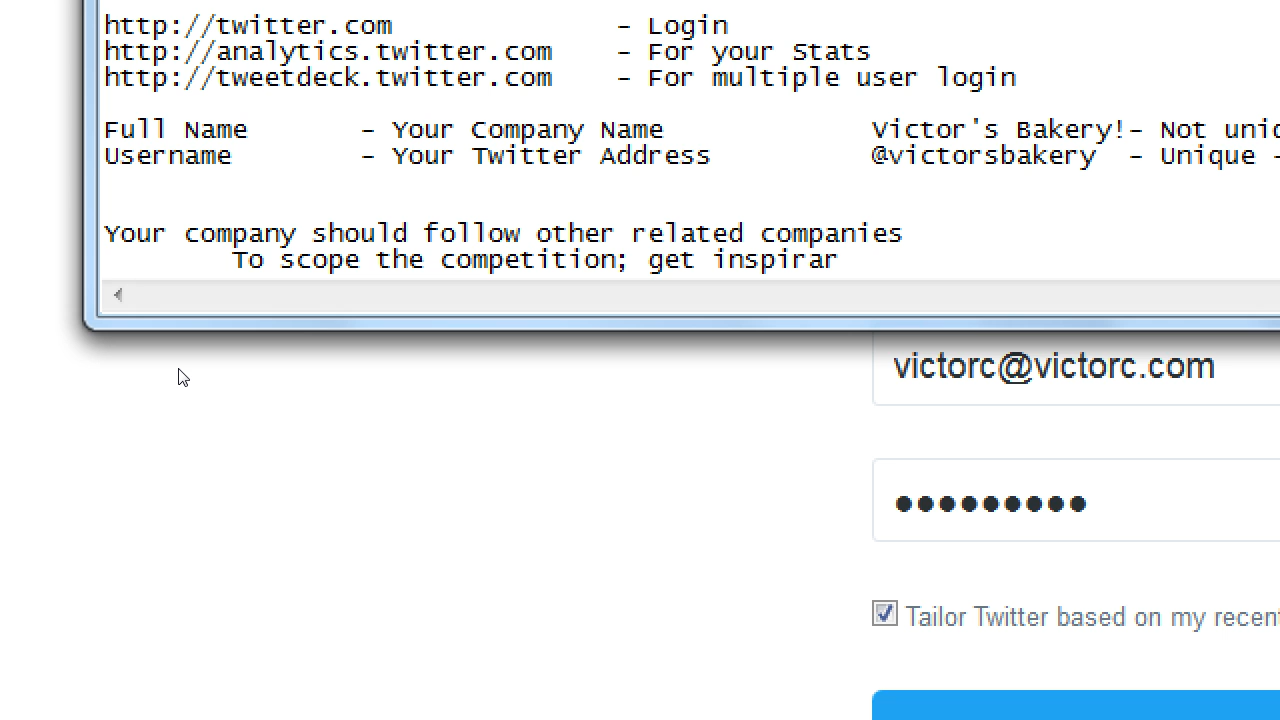 http://twitter.com - Login
http://analytics.twitter.com - For your Stats
http://tweetdeck.twitter.com - For multiple user login
Full Name - Your Company Name Victor's Bakery!- Not
Username - Your Twitter Address @victorsbakery - Unique -
Your company should follow other related companies
To scope the competition; get inspirar
victorc@victorc.com
Tailor Twitter based on my recent